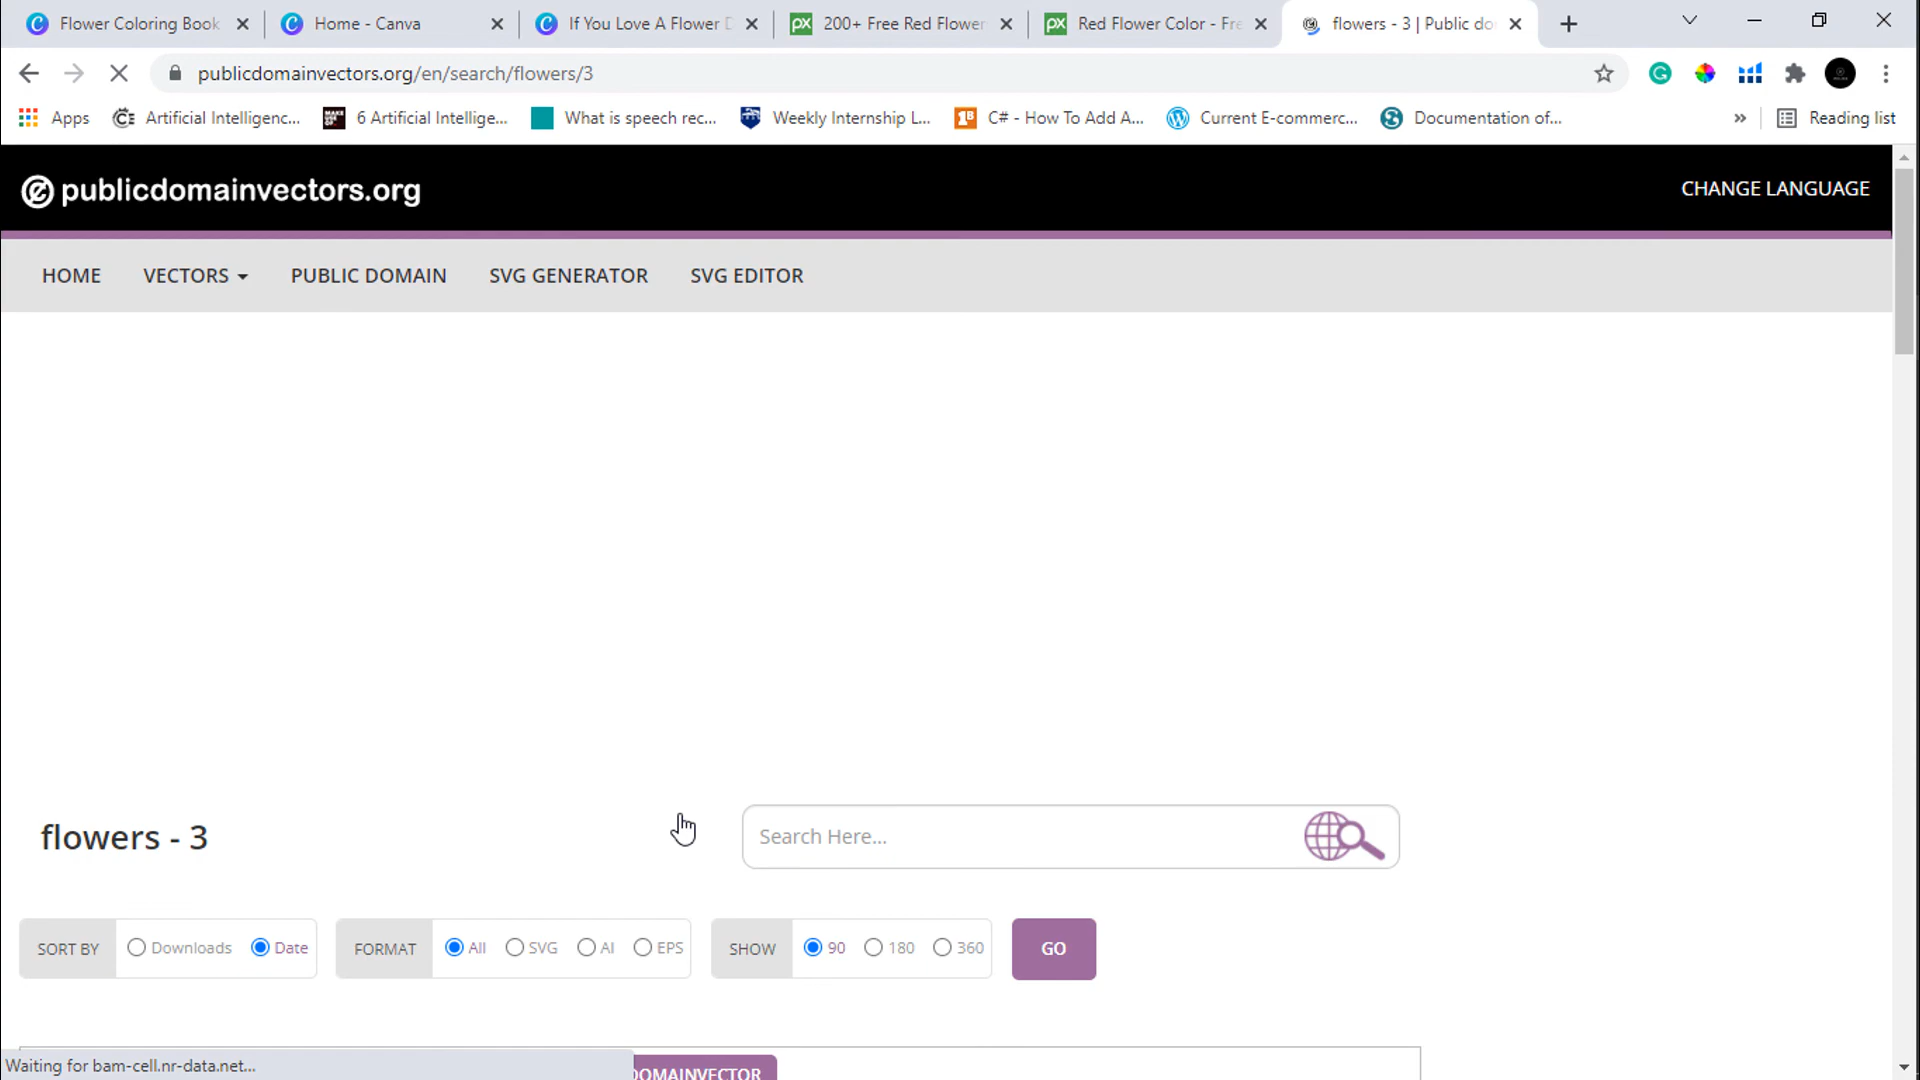 Flower Coloring Book
Home - Canva
If You Love A Flower D
200+ Free Red Flower
Red Flower Color - Fre
flowers - 3 | Public do
publicdomainvectors.org/en/search/flowers/3
Apps
Artificial Intelligenc...
6 Artificial Intellige...
What is speech rec...
Weekly Internship L...
C# - How To Add A...
Current E-commerc...
Documentation of...
»
Reading list
publicdomainvectors.org
CHANGE LANGUAGE
HOME
VECTORS
PUBLIC DOMAIN
SVG GENERATOR
SVG EDITOR
flowers - 3
Search Here...
SORT BY
Downloads
Date
FORMAT
All
SVG
AI
EPS
SHOW
90
180
360
GO
Waiting for bam-cell.nr-data.net...
DOMAINVECTOR